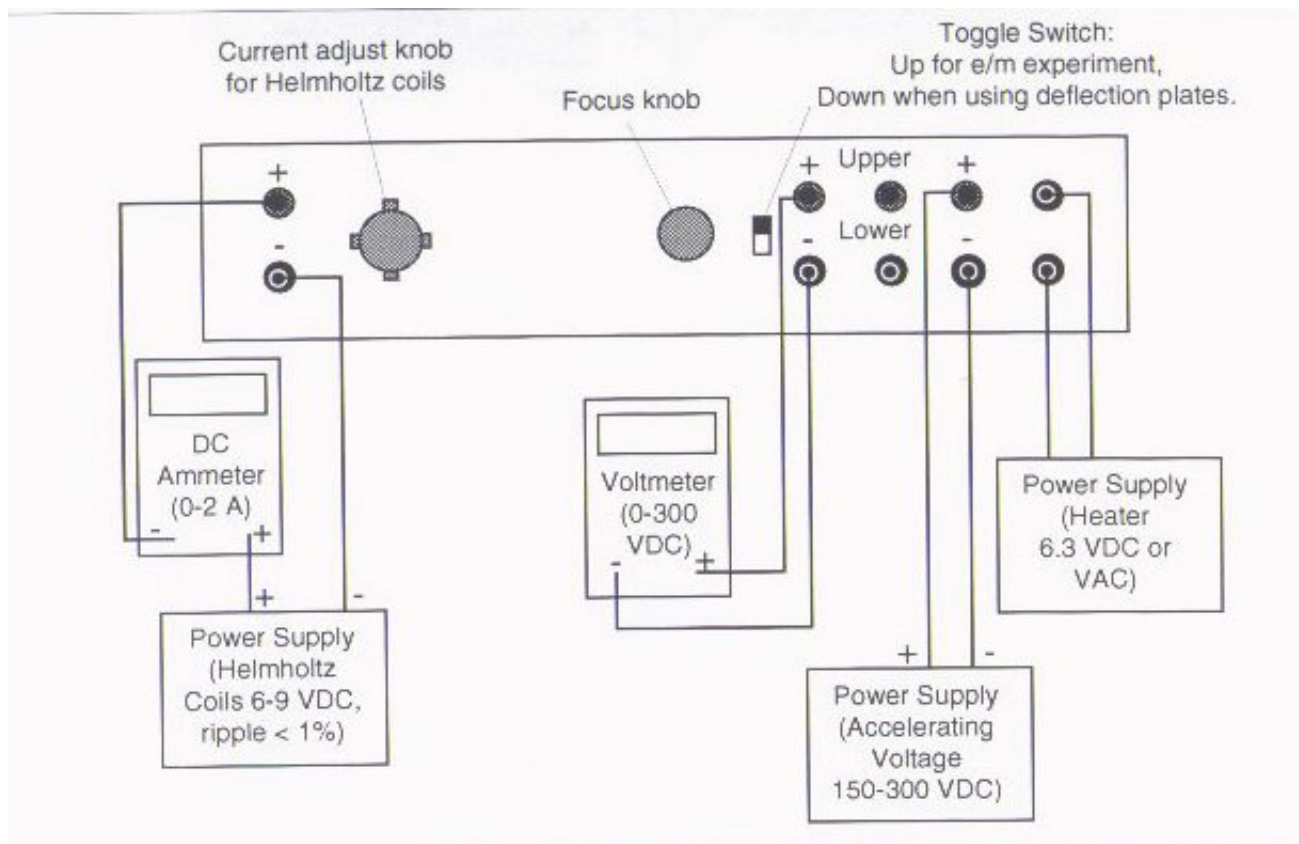 Current adjust knob
for Helmholtz coils
Focus knob
Toggle Switch:
Up for e/m experiment,
Down when using deflection plates.
+
-
+
Upper
+
-
Lower
-
DC
Ammeter
(0-2 A)
-
+
+
-
Power Supply
(Helmholtz
Coils 6-9 VDC,
ripple < 1%)
Voltmeter
(0-300
VDC)
-
+
+
-
Power Supply
(Accelerating
Voltage
150-300 VDC)
Power Supply
(Heater
6.3 VDC or
VAC)